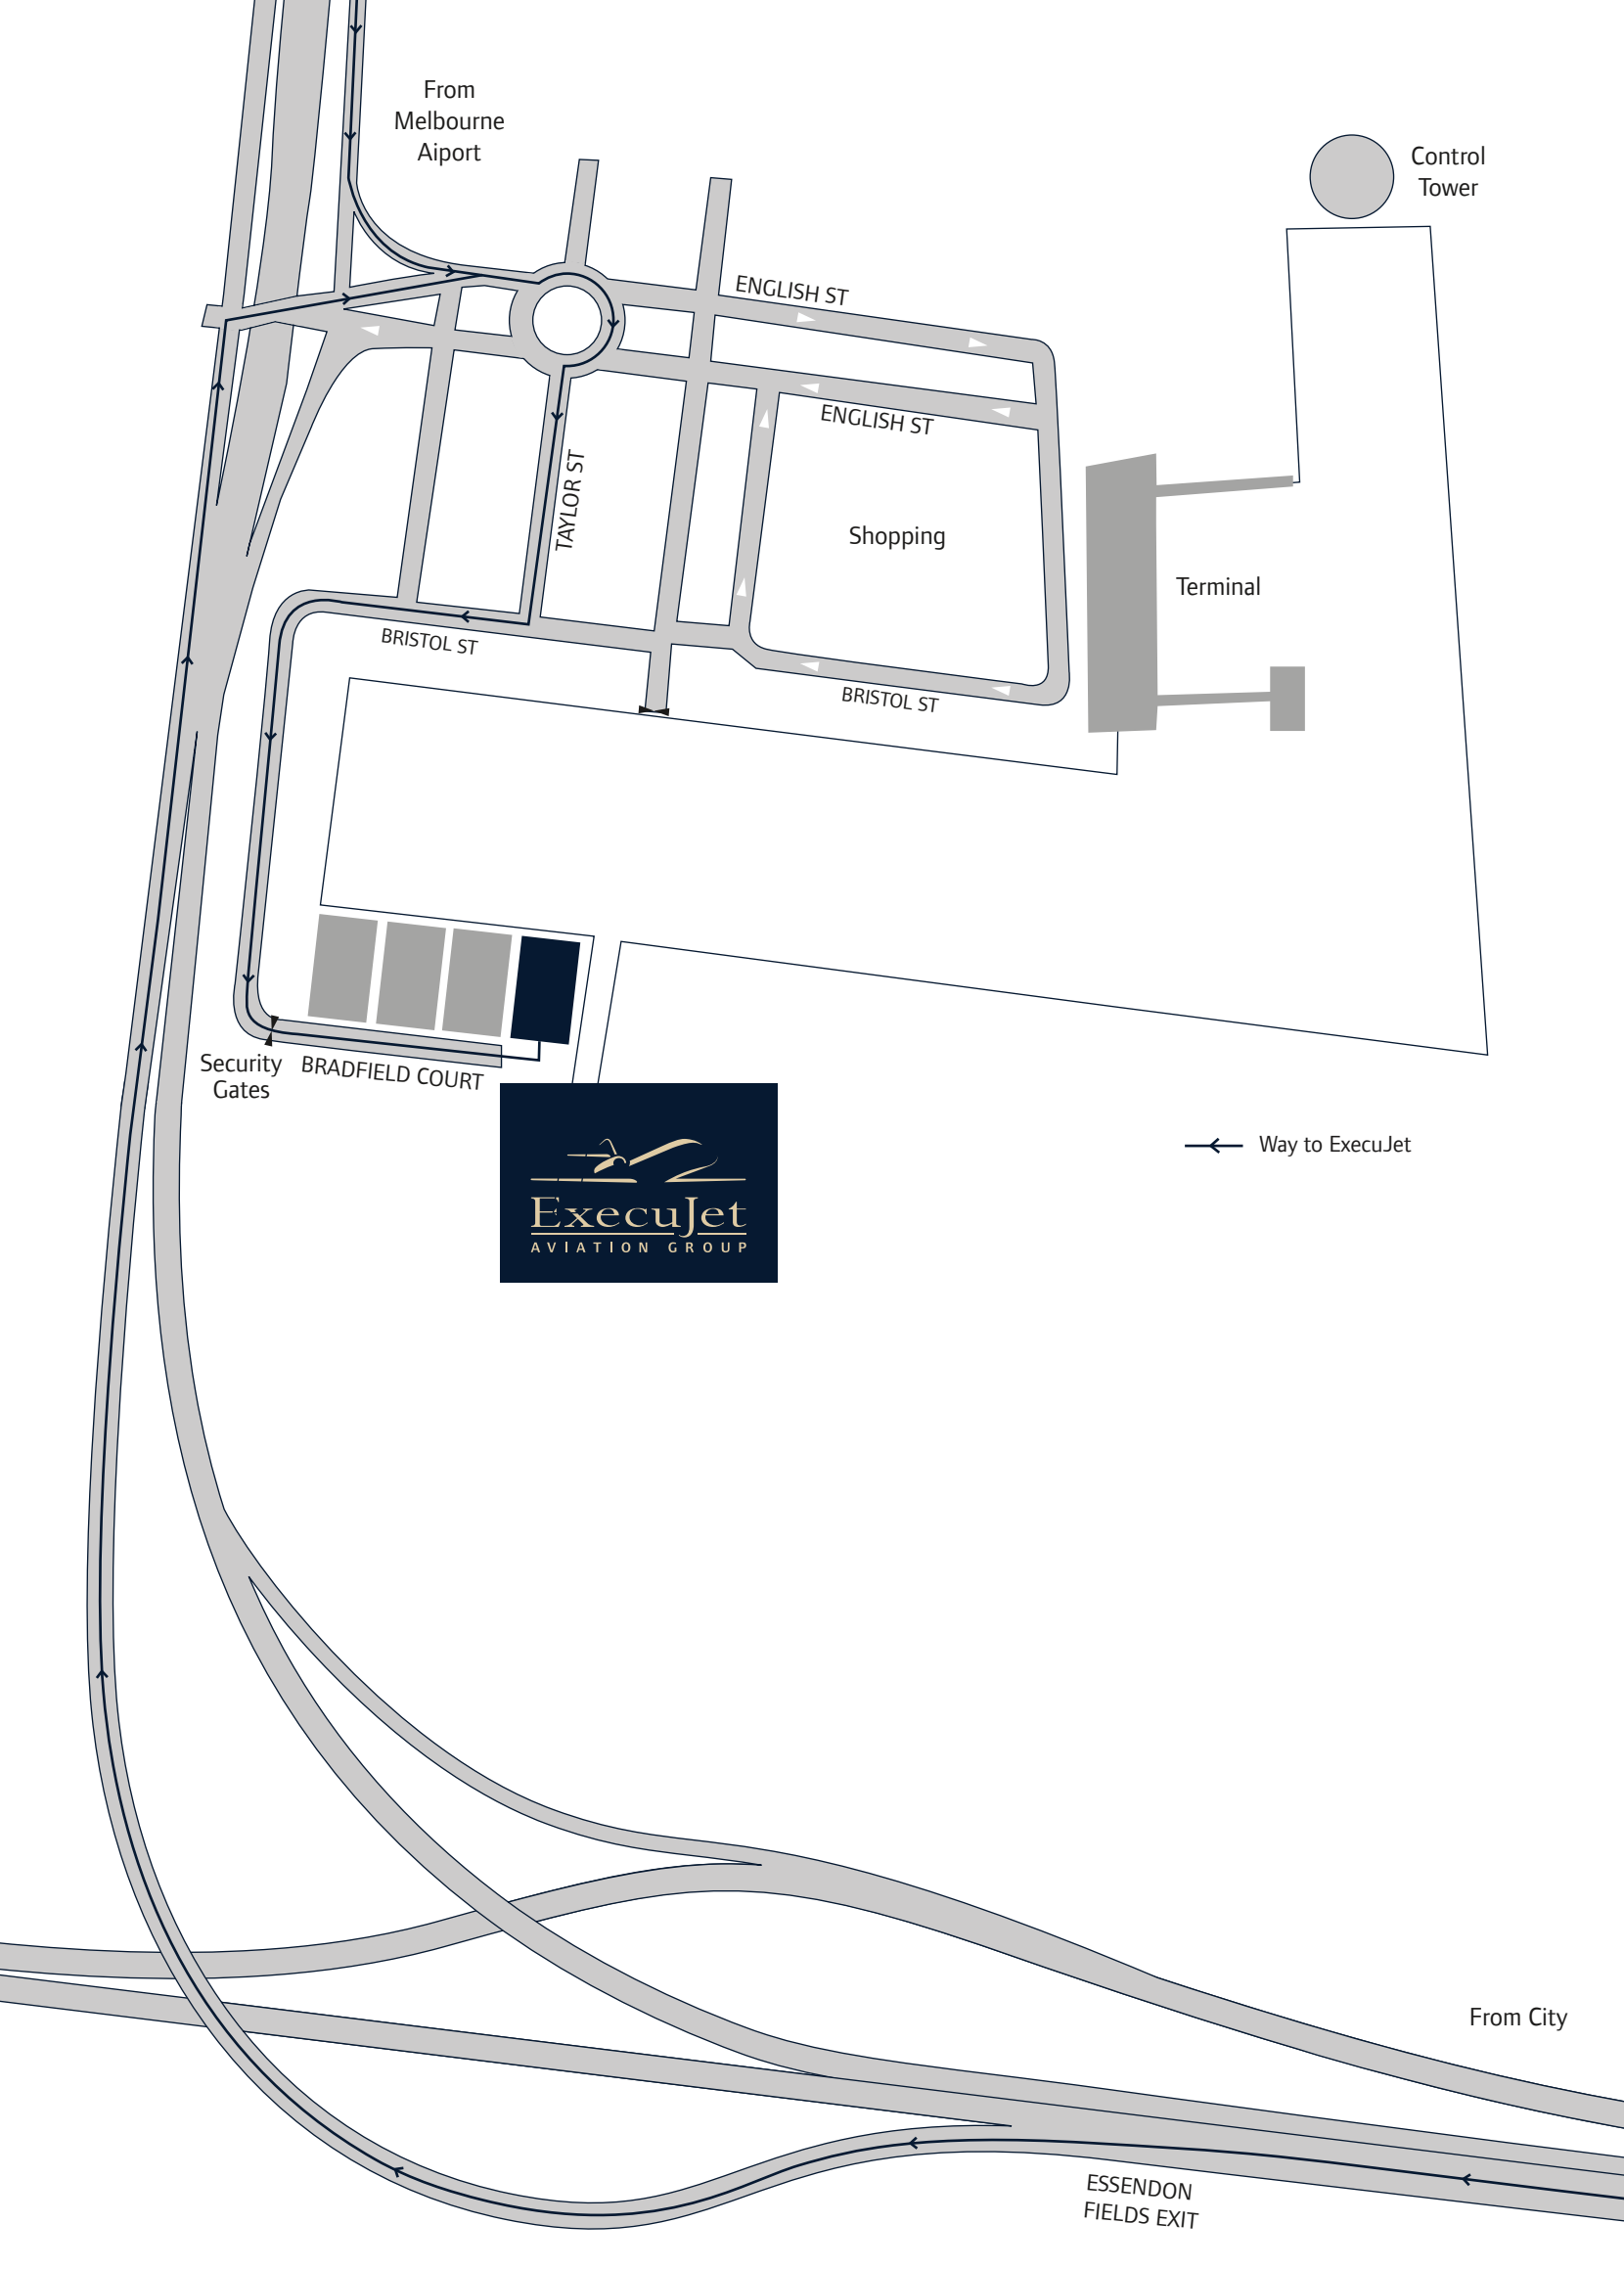 From
Melbourne
Aiport
Control
Tower
ENGLISH ST
ENGLISH ST
TAYLOR ST
Shopping
Terminal
BRISTOL ST
BRISTOL ST
Security
Gates
BRADFIELD COURT
Way to ExecuJet
ExecuJet
AVIATION GROUP
From City
ESSENDON
FIELDS EXIT